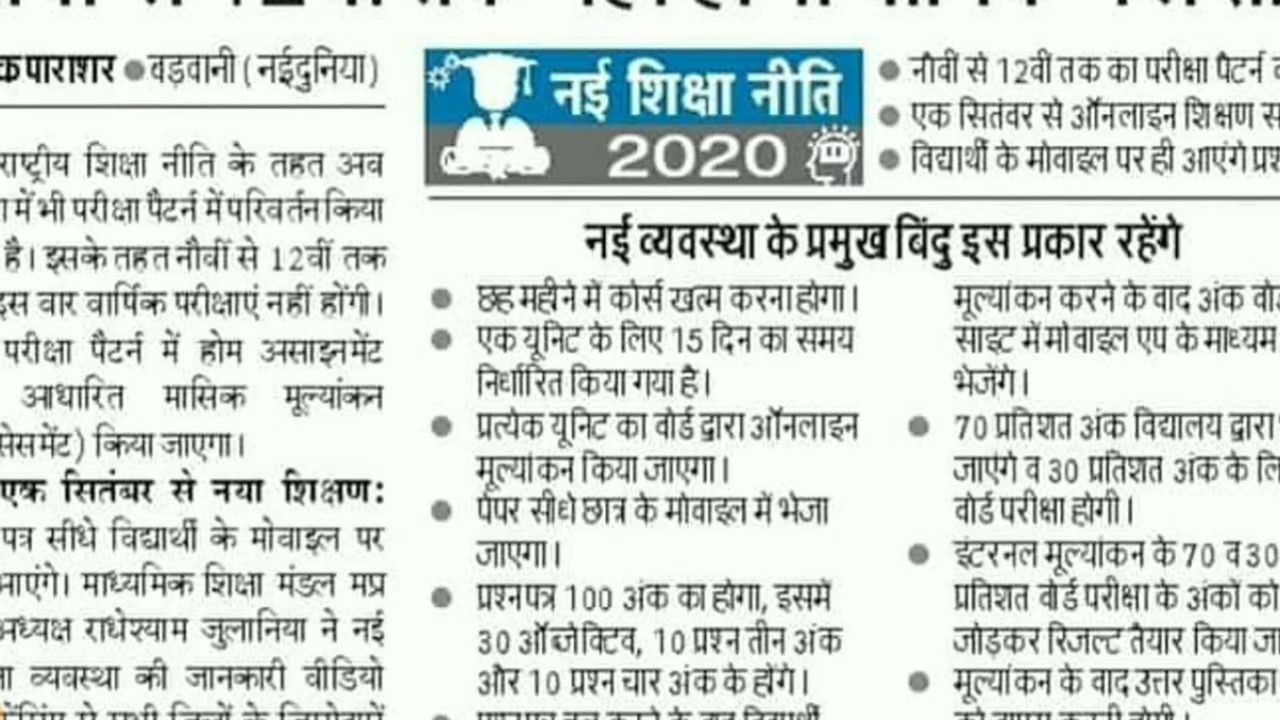 पाराशर ● बड़वानी (नईदुनिया)
राष्ट्रीय शिक्षा नीति के तहत अब
में भी परीक्षा पैटर्न में परिवर्तन किया
है। इसके तहत नौवीं से 12वीं तक
इस बार वार्षिक परीक्षाएं नहीं होंगी।
परीक्षा पैटर्न में होम असाइनमेंट
आधारित मासिक मूल्यांकन
किया जाएगा।
एक सितंबर से नया शिक्षण:
पत्र सीधे विद्यार्थी के मोबाइल पर
आएंगे। माध्यमिक शिक्षा मंडल मप्र
अध्यक्ष राधेश्याम जुलानिया ने नई
व्यवस्था की जानकारी वीडियो
नई शिक्षा नीति
2020
● नौवीं से 12वीं तक का परीक्षा पैटर्न
● एक सितंबर से ऑनलाइन शिक्षण
● विद्यार्थी के मोबाइल पर ही आएंगे
नई व्यवस्था के प्रमुख बिंदु इस प्रकार रहेंगे
● छह महीने में कोर्स खत्म करना होगा।
● एक यूनिट के लिए 15 दिन का समय
निर्धारित किया गया है।
● प्रत्येक यूनिट का बोर्ड द्वारा ऑनलाइन
मूल्यांकन किया जाएगा।
● पेपर सीधे छात्र के मोबाइल में भेजा
जाएगा।
● प्रश्नपत्र 100 अंक का होगा, इसमें
30 ऑब्जेक्टिव, 10 प्रश्न तीन अंक
और 10 प्रश्न चार अंक के होंगे।
मूल्यांकन करने के बाद अंक
साइट में मोबाइल एप के माध्यम
भेजेंगे।
● 70 प्रतिशत अंक विद्यालय द्वारा
जाएंगे व 30 प्रतिशत अंक के
बोर्ड परीक्षा होगी।
● इंटरनल मूल्यांकन के 70 व 30
प्रतिशत बोर्ड परीक्षा के अंकों को
जोड़कर रिजल्ट तैयार किया
● मूल्यांकन के बाद उत्तर पुस्तिका